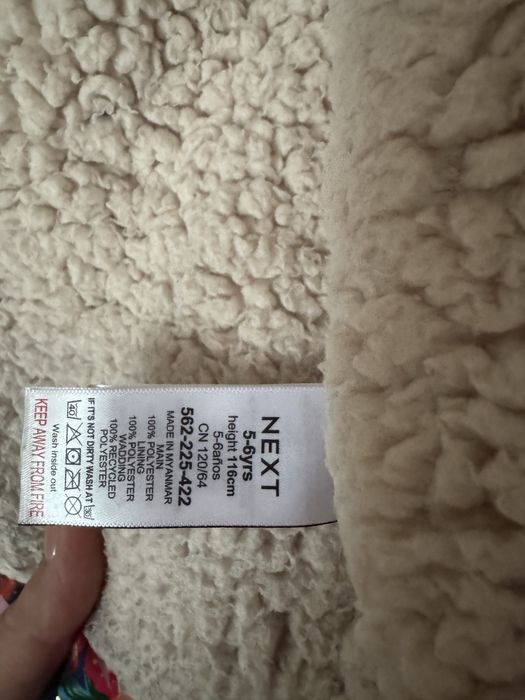 NEXT
5-6yrs
height 116cm
5-6años
CN 120/64
562-225-422
MADE IN MYANMAR
MAIN
100% POLYESTER
LINING
100% POLYESTER
WADDING
100% RECYCLED
POLYESTER
IF IT'S NOT DIRTY WASH AT 30
40
Wash inside out
KEEP AWAY FROM FIRE